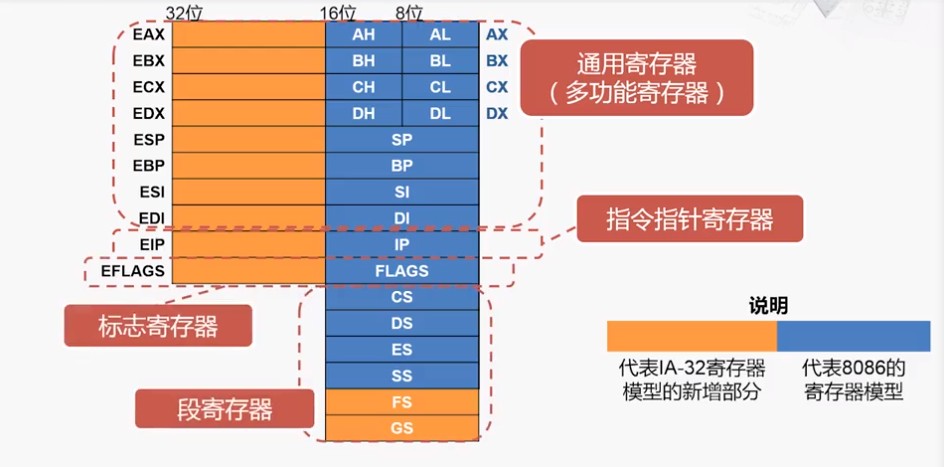 32位 16位 8位
EAX AH AL AX
EBX BH BL BX
ECX CH CL CX
EDX DH DL DX
通用寄存器
（多功能寄存器）
ESP SP
EBP BP
ESI SI
EDI DI
指令指针寄存器
EIP IP
EFLAGS FLAGS
标志寄存器
CS
DS
ES
SS
段寄存器
FS
GS
说明
代表IA-32寄存器
模型的新增部分
代表8086的
寄存器模型